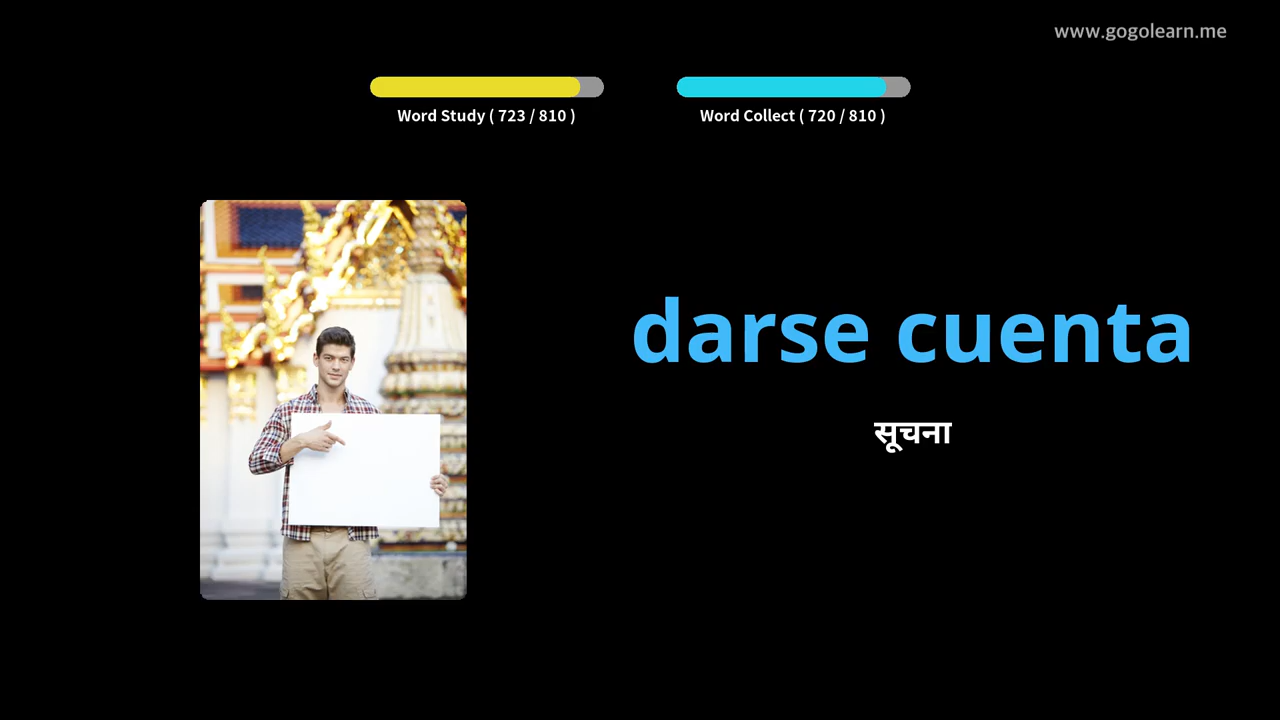 www.gogolearn.me
Word Study ( 723 / 810 )
Word Collect ( 720 / 810 )
darse cuenta
सूचना